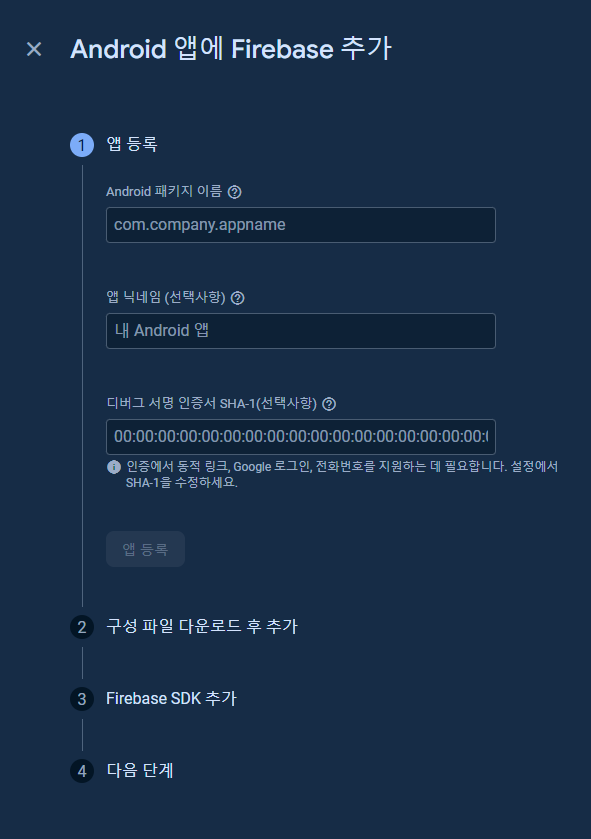 Android 앱에 Firebase 추가
1 앱 등록
Android 패키지 이름
com.company.appname
앱 닉네임 (선택사항)
내 Android 앱
디버그 서명 인증서 SHA-1(선택사항)
00:00:00:00:00:00:00:00:00:00:00:00:00:00:00:00:00:
인증에서 동적 링크, Google 로그인, 전화번호를 지원하는 데 필요합니다. 설정에서
SHA-1을 수정하세요.
앱 등록
2 구성 파일 다운로드 후 추가
3 Firebase SDK 추가
4 다음 단계